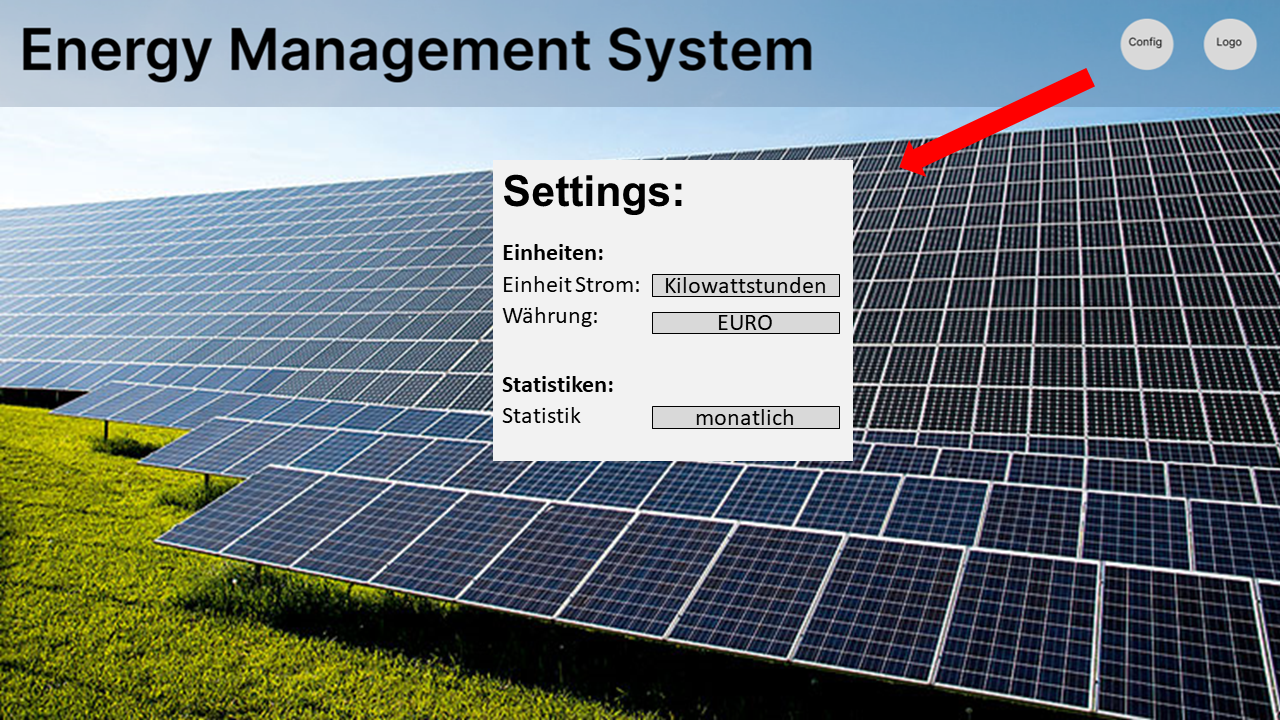 Energy Management System
Config
Logo
Settings:
Einheiten:
Einheit Strom: Kilowattstunden
Währung: EURO
Statistiken:
Statistik monatlich